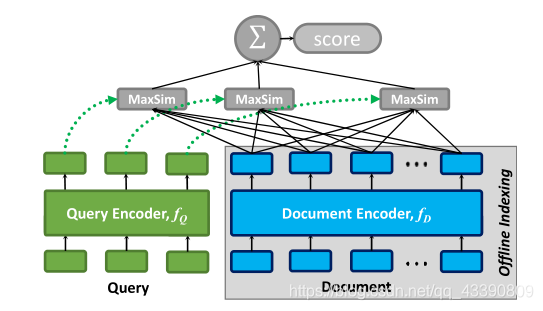 Σ
score
MaxSim
MaxSim
MaxSim
Query Encoder, f_Q
Document Encoder, f_D
Offline Indexing
Query
Document
https://blog.csdn.net/qq_43390809